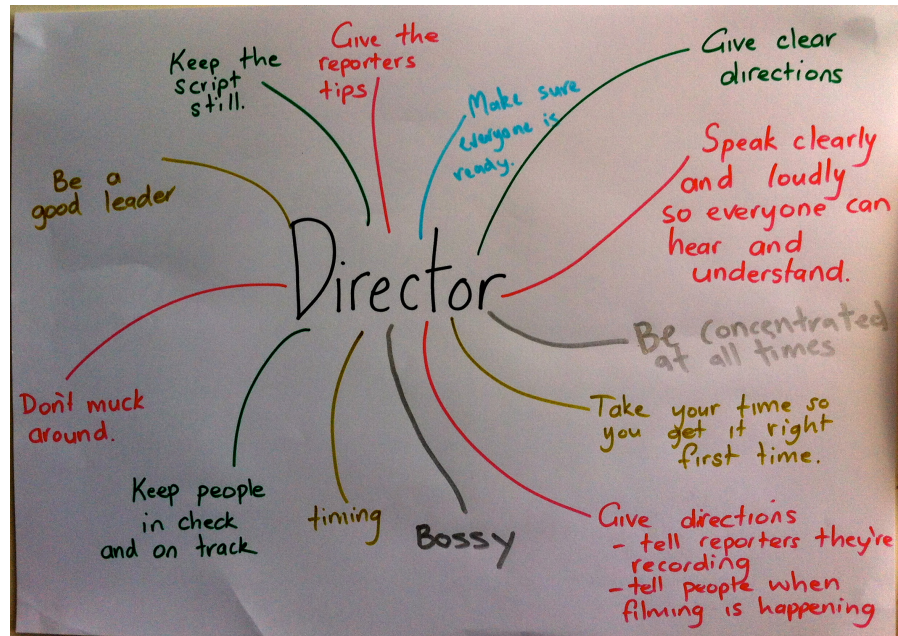 Keep the
script
still.
Give the
reporters
tips
Make sure
everyone is
ready.
Give clear
directions
Speak clearly
and loudly
so everyone can
hear and
understand.
Be a
good leader
Director
Be concentrated
at all times
Don't muck
around.
Take your time so
you get it right
first time.
Keep people
in check
and on track
timing
Bossy
Give directions
- tell reporters they're
recording
- tell people when
filming is happening